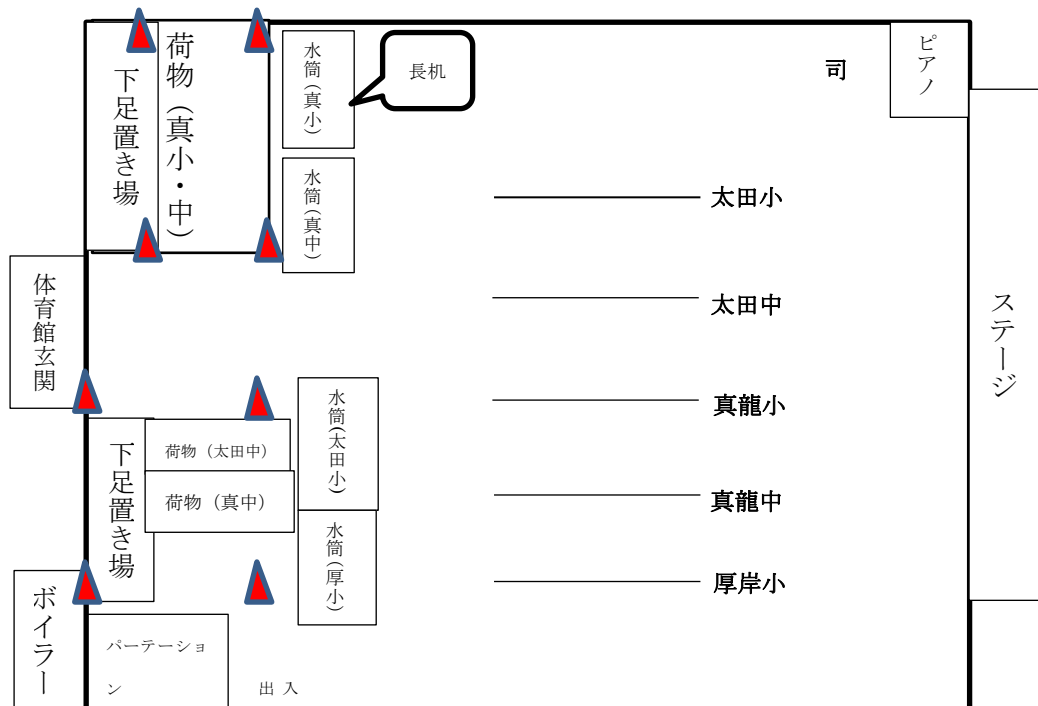 下足置き場
荷物（真小・中）
水筒(真小)
長机
司
ピアノ
水筒(真中)
太田小
太田中
体育館玄関
ステージ
真龍小
水筒(太田小)
下足置き場
荷物（太田中）
荷物（真中）
真龍中
水筒(厚小)
厚岸小
ボイラー
パーテーショ
ン
出入